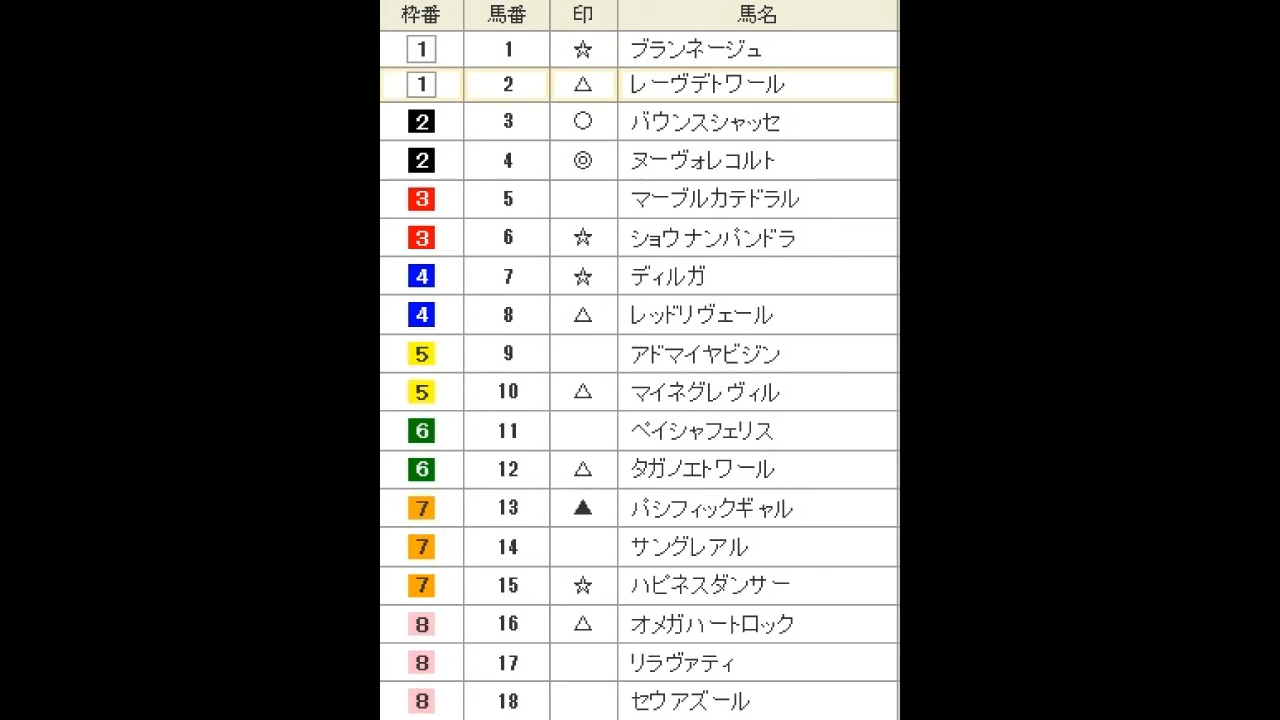 枠番 馬番 印 馬名
1 1 ☆ ブランネージュ
1 2 △ レーヴデトワール
2 3 ○ バウンスシャッセ
2 4 ◎ ヌーヴォレコルト
3 5 マーブルカテドラル
3 6 ☆ ショウナンパンドラ
4 7 ☆ ディルガ
4 8 △ レッドリヴェール
5 9 アドマイヤビジン
5 10 △ マイネグレヴィル
6 11 ペイシャフェリス
6 12 △ タガノエトワール
7 13 ▲ パシフィックギャル
7 14 サングレアル
7 15 ☆ ハピネスダンサー
8 16 △ オメガハートロック
8 17 リラヴァティ
8 18 セウアズール